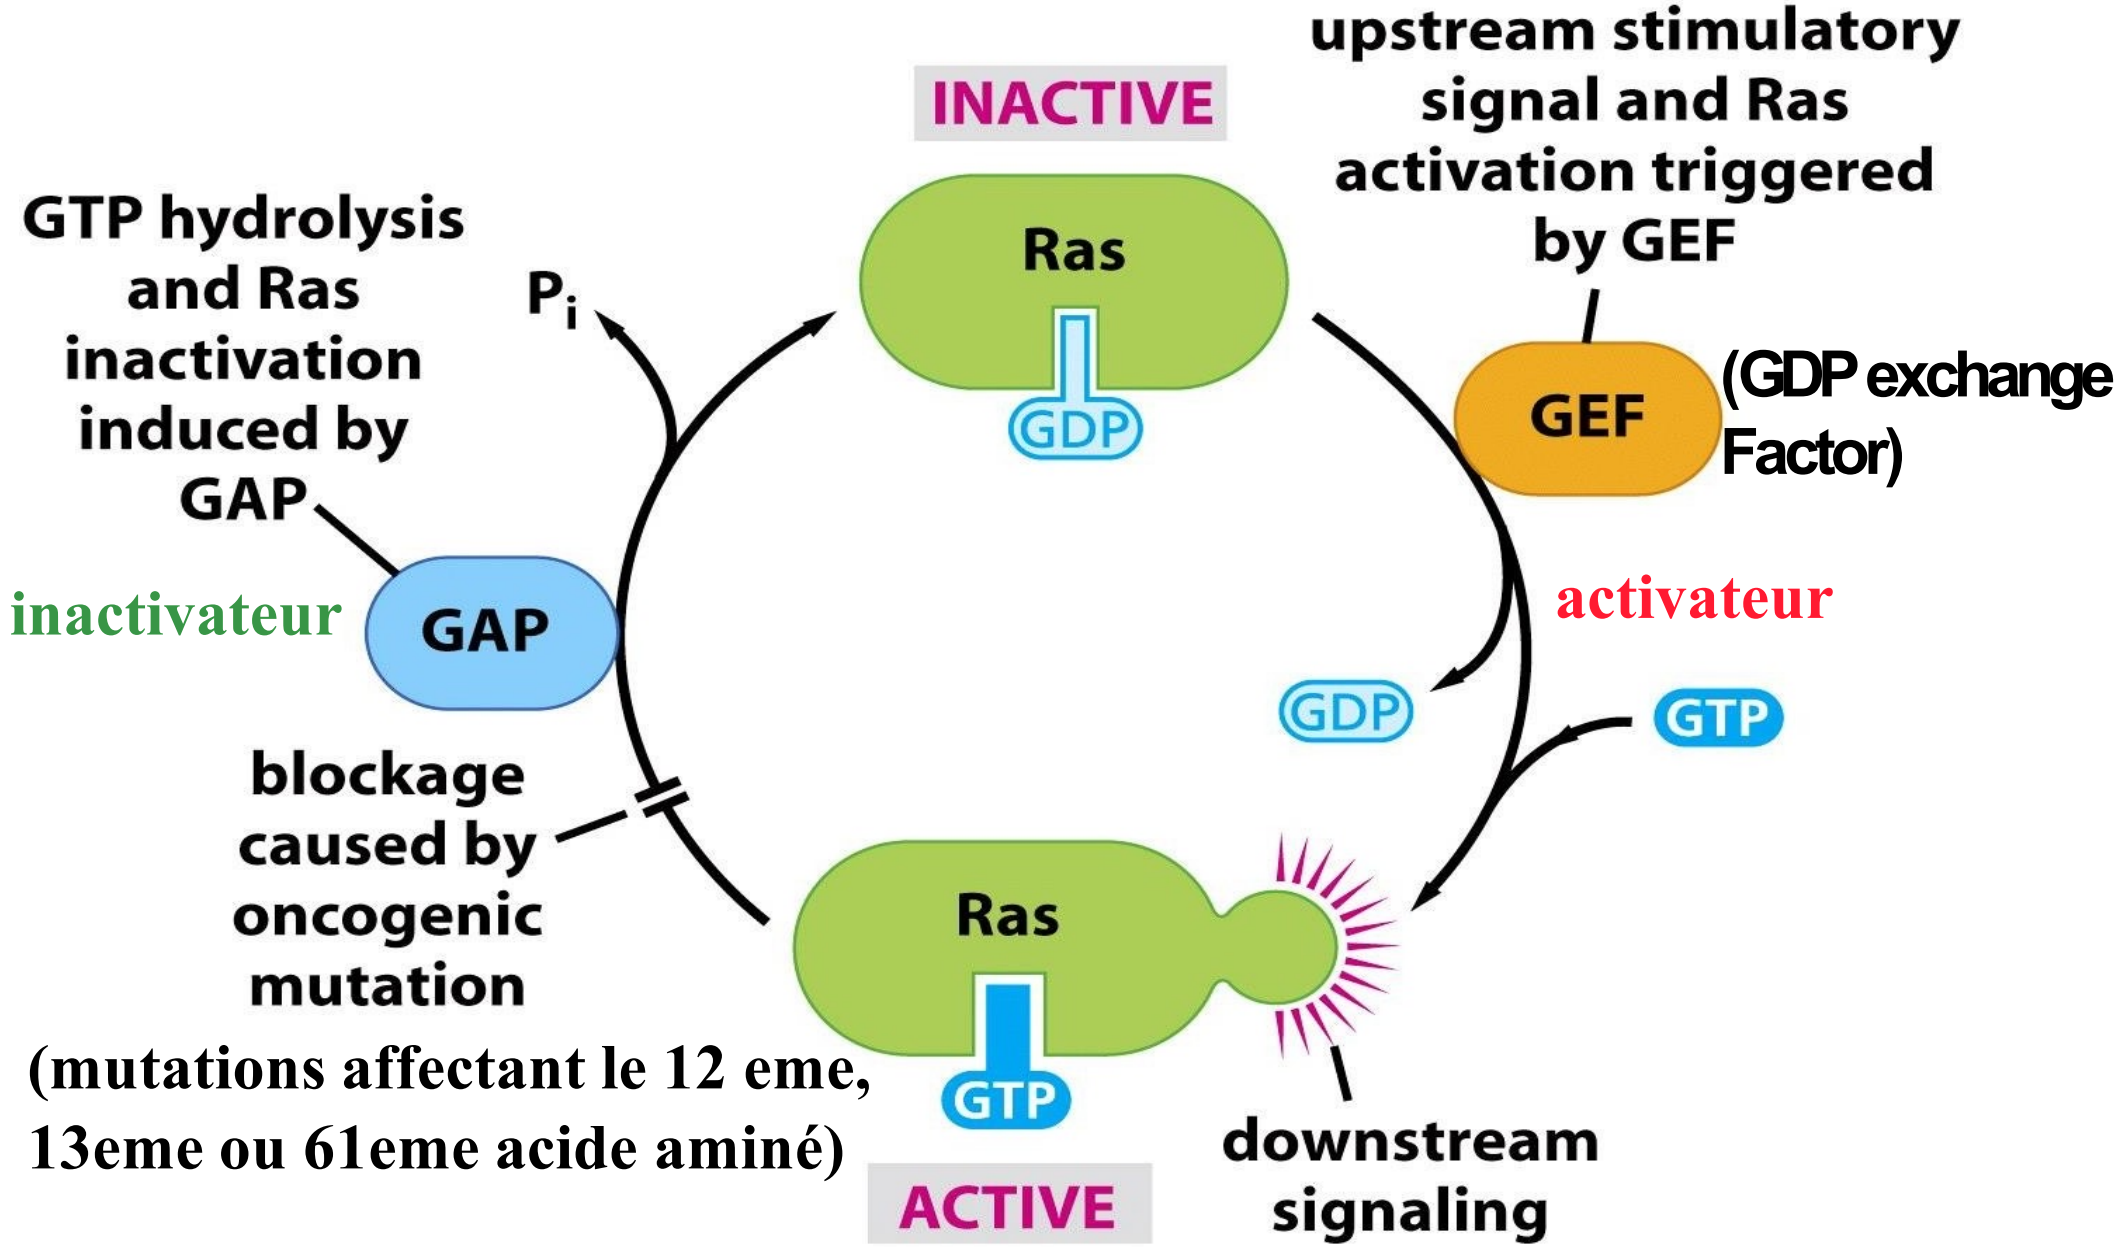 INACTIVE
upstream stimulatory
signal and Ras
activation triggered
by GEF
GTP hydrolysis
and Ras
inactivation
induced by
GAP
Pi
Ras
GDP
GEF
(GDP exchange
Factor)
inactivateur
GAP
activateur
GDP
GTP
blockage
caused by
oncogenic
mutation
(mutations affectant le 12 eme,
13eme ou 61eme acide aminé)
Ras
GTP
ACTIVE
downstream
signaling